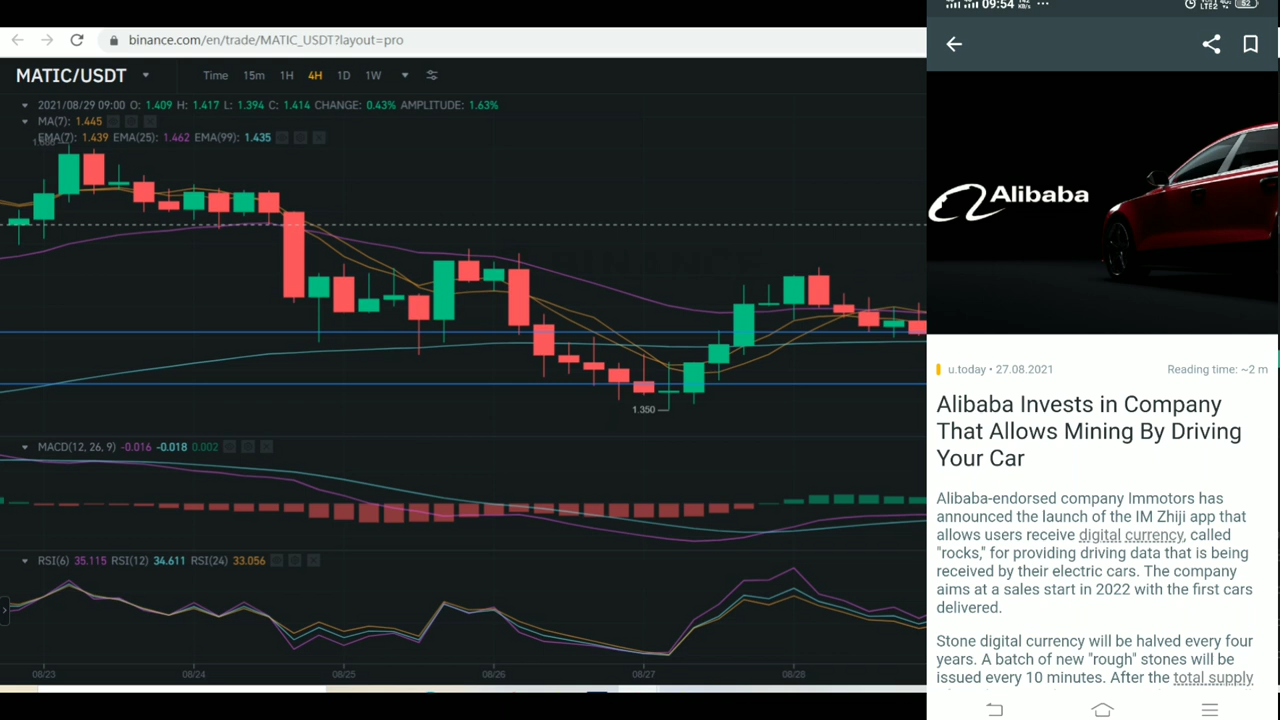 binance.com/en/trade/MATIC_USDT?layout=pro
MATIC/USDT
Time 15m 1H 4H 1D 1W
2021/08/29 09:00 O: 1.409 H: 1.417 L: 1.394 C: 1.414 CHANGE: 0.43% AMPLITUDE: 1.63%
MA(7): 1.445
EMA(7): 1.439 EMA(25): 1.462 EMA(99): 1.435
BINANCE
1.350
MACD(12, 26, 9) -0.016 -0.018 0.002
RSI(6) 35.115 RSI(12) 34.611 RSI(24) 33.056
08/23 08/24 08/25 08/26 08/27 08/28
09:54
Alibaba
u.today • 27.08.2021 Reading time: ~2 m
Alibaba Invests in Company
That Allows Mining By Driving
Your Car
Alibaba-endorsed company Immotors has
announced the launch of the IM Zhiji app that
allows users receive digital currency, called
"rocks," for providing driving data that is being
received by their electric cars. The company
aims at a sales start in 2022 with the first cars
delivered.
Stone digital currency will be halved every four
years. A batch of new "rough" stones will be
issued every 10 minutes. After the total supply